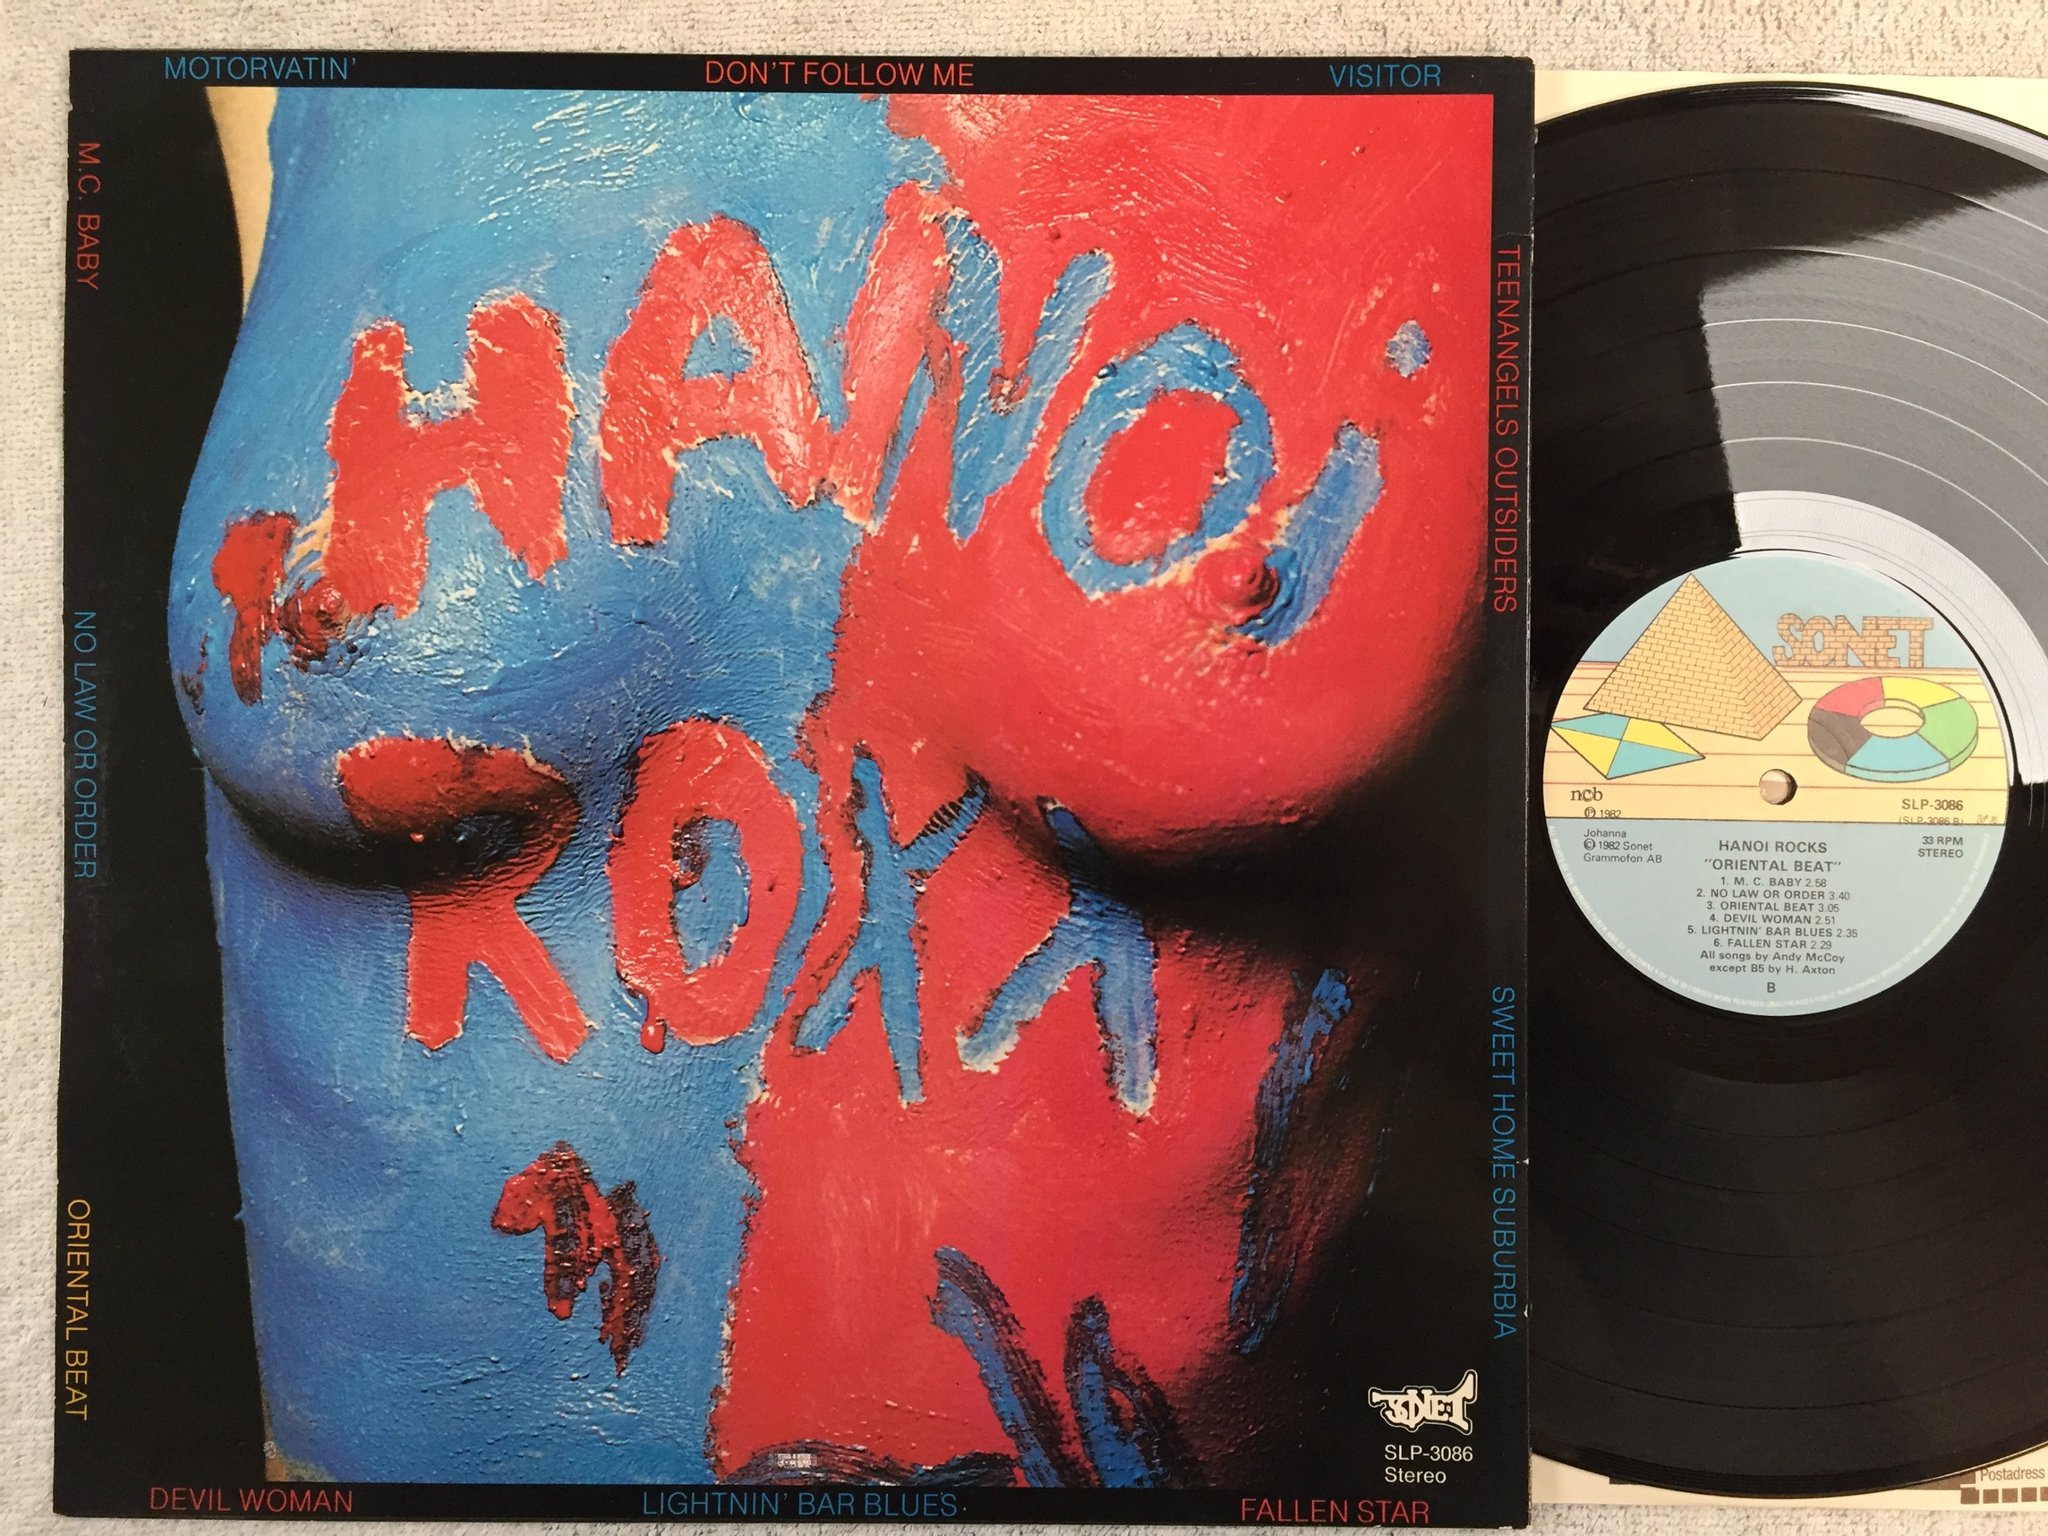 MOTORVATIN'
DON'T FOLLOW ME
VISITOR
M.C. BABY
NO LAW OR ORDER
ORIENTAL BEAT
HANOi
ROKX
TEENANGELS OUTSIDERS
SWEET HOME SUBURBIA
SONET
SLP-3086
Stereo
DEVIL WOMAN
LIGHTNIN' BAR BLUES
FALLEN STAR
SONET
ncb
Ⓟ 1982
SLP-3086
(SLP-3086 B)
Johanna
© 1982 Sonet
Grammofon AB
33 RPM
STEREO
HANOI ROCKS
"ORIENTAL BEAT"
1. M. C. BABY 2.58
2. NO LAW OR ORDER 3.40
3. ORIENTAL BEAT 3.05
4. DEVIL WOMAN 2.51
5. LIGHTNIN' BAR BLUES 2.35
6. FALLEN STAR 2.29
All songs by Andy McCoy
except B5 by H. Axton
B
Postadress